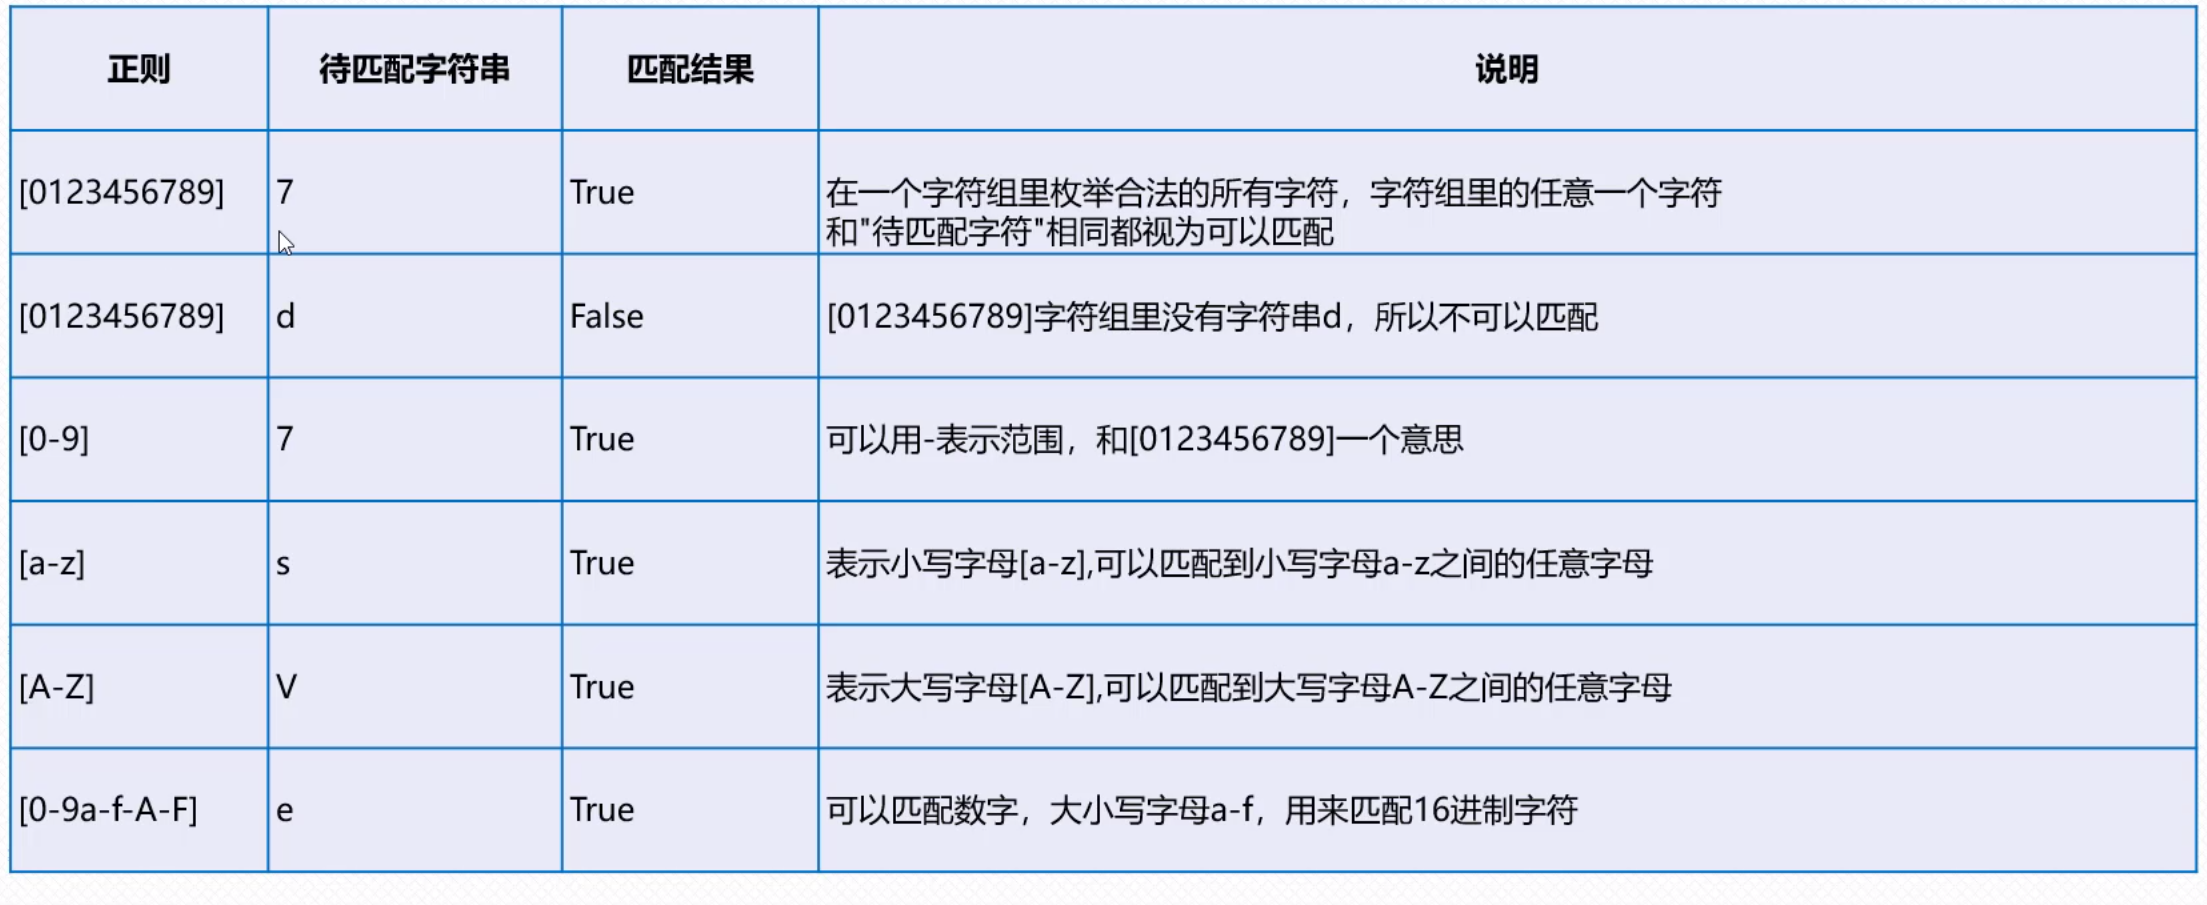 正则 待匹配字符串 匹配结果 说明
[0123456789] 7 True 在一个字符组里枚举合法的所有字符，字符组里的任意一个字符
和"待匹配字符"相同都视为可以匹配
[0123456789] d False [0123456789]字符组里没有字符串d，所以不可以匹配
[0-9] 7 True 可以用-表示范围，和[0123456789]一个意思
[a-z] s True 表示小写字母[a-z],可以匹配到小写字母a-z之间的任意字母
[A-Z] V True 表示大写字母[A-Z],可以匹配到大写字母A-Z之间的任意字母
[0-9a-f-A-F] e True 可以匹配数字，大小写字母a-f，用来匹配16进制字符